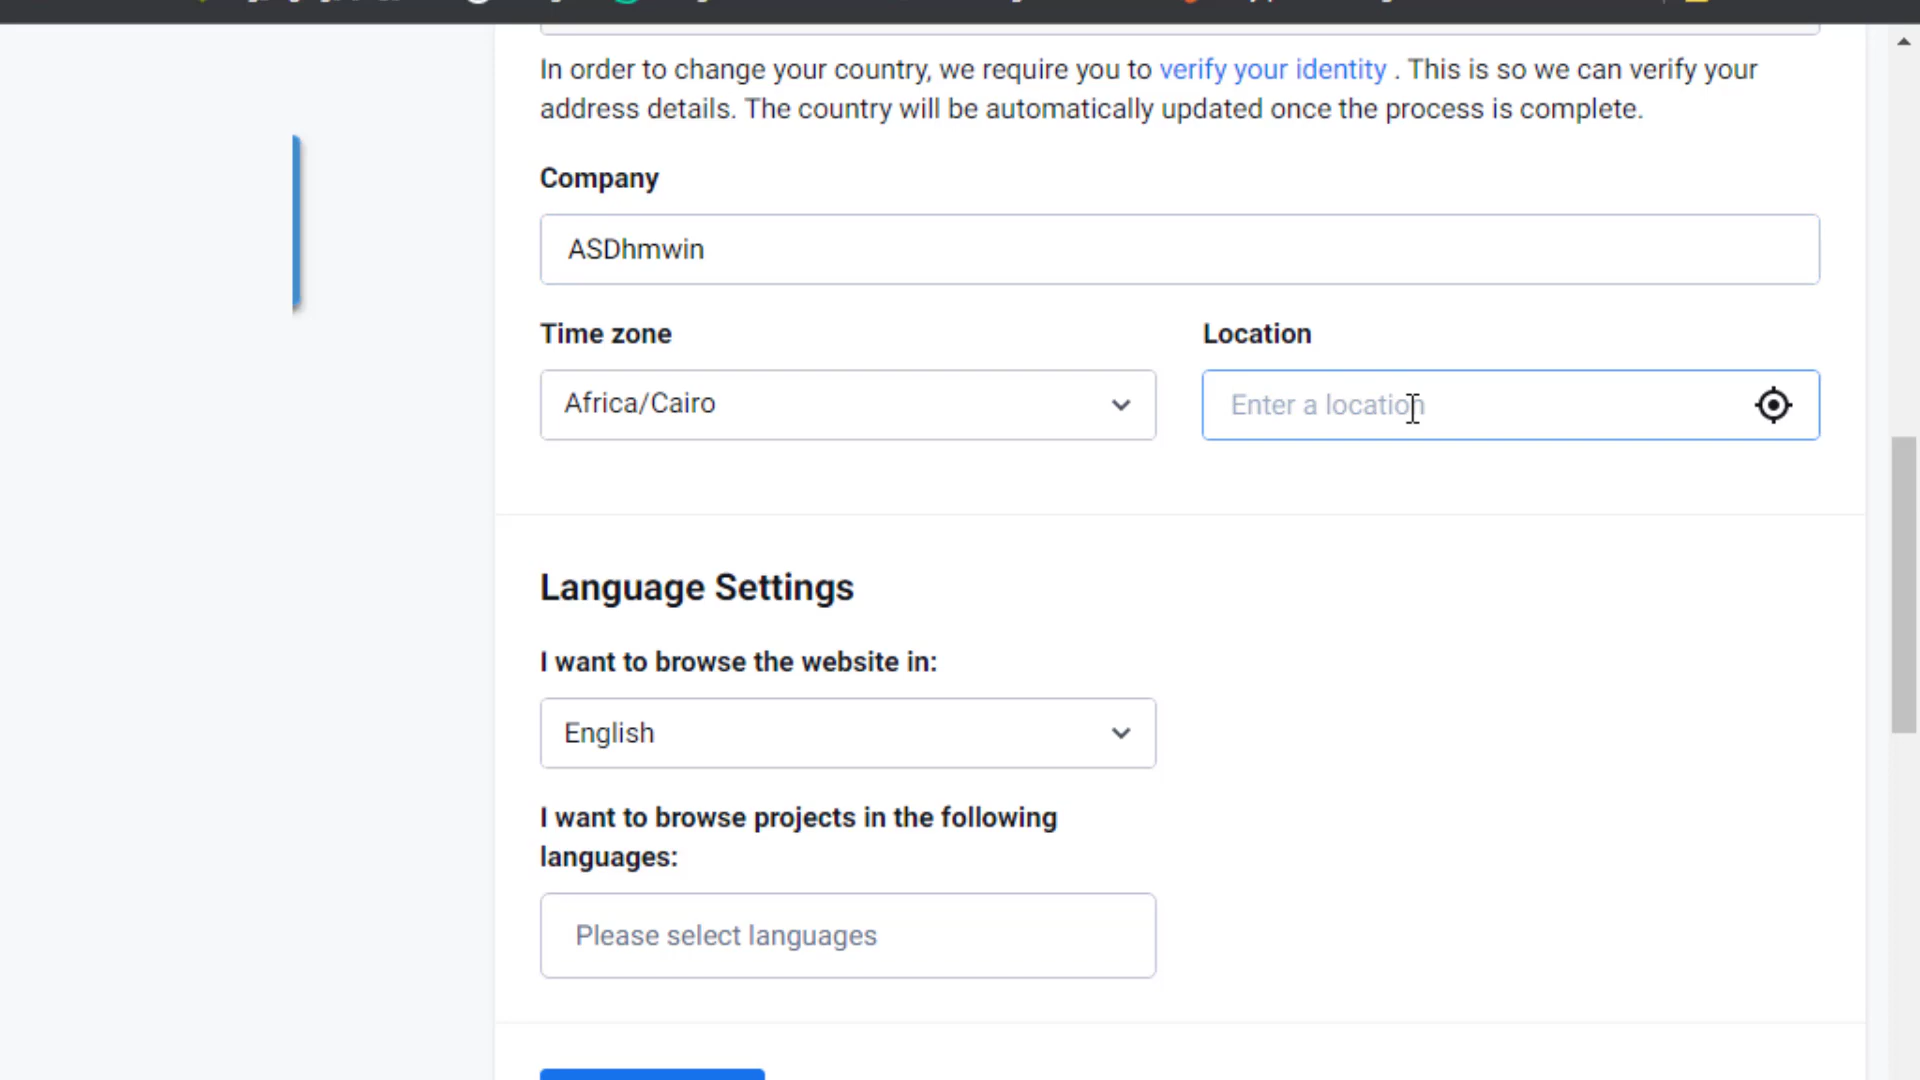 In order to change your country, we require you to verify your identity . This is so we can verify your
address details. The country will be automatically updated once the process is complete.
Company
ASDhmwin
Time zone
Location
Africa/Cairo
Enter a location
Language Settings
I want to browse the website in:
English
I want to browse projects in the following
languages:
Please select languages